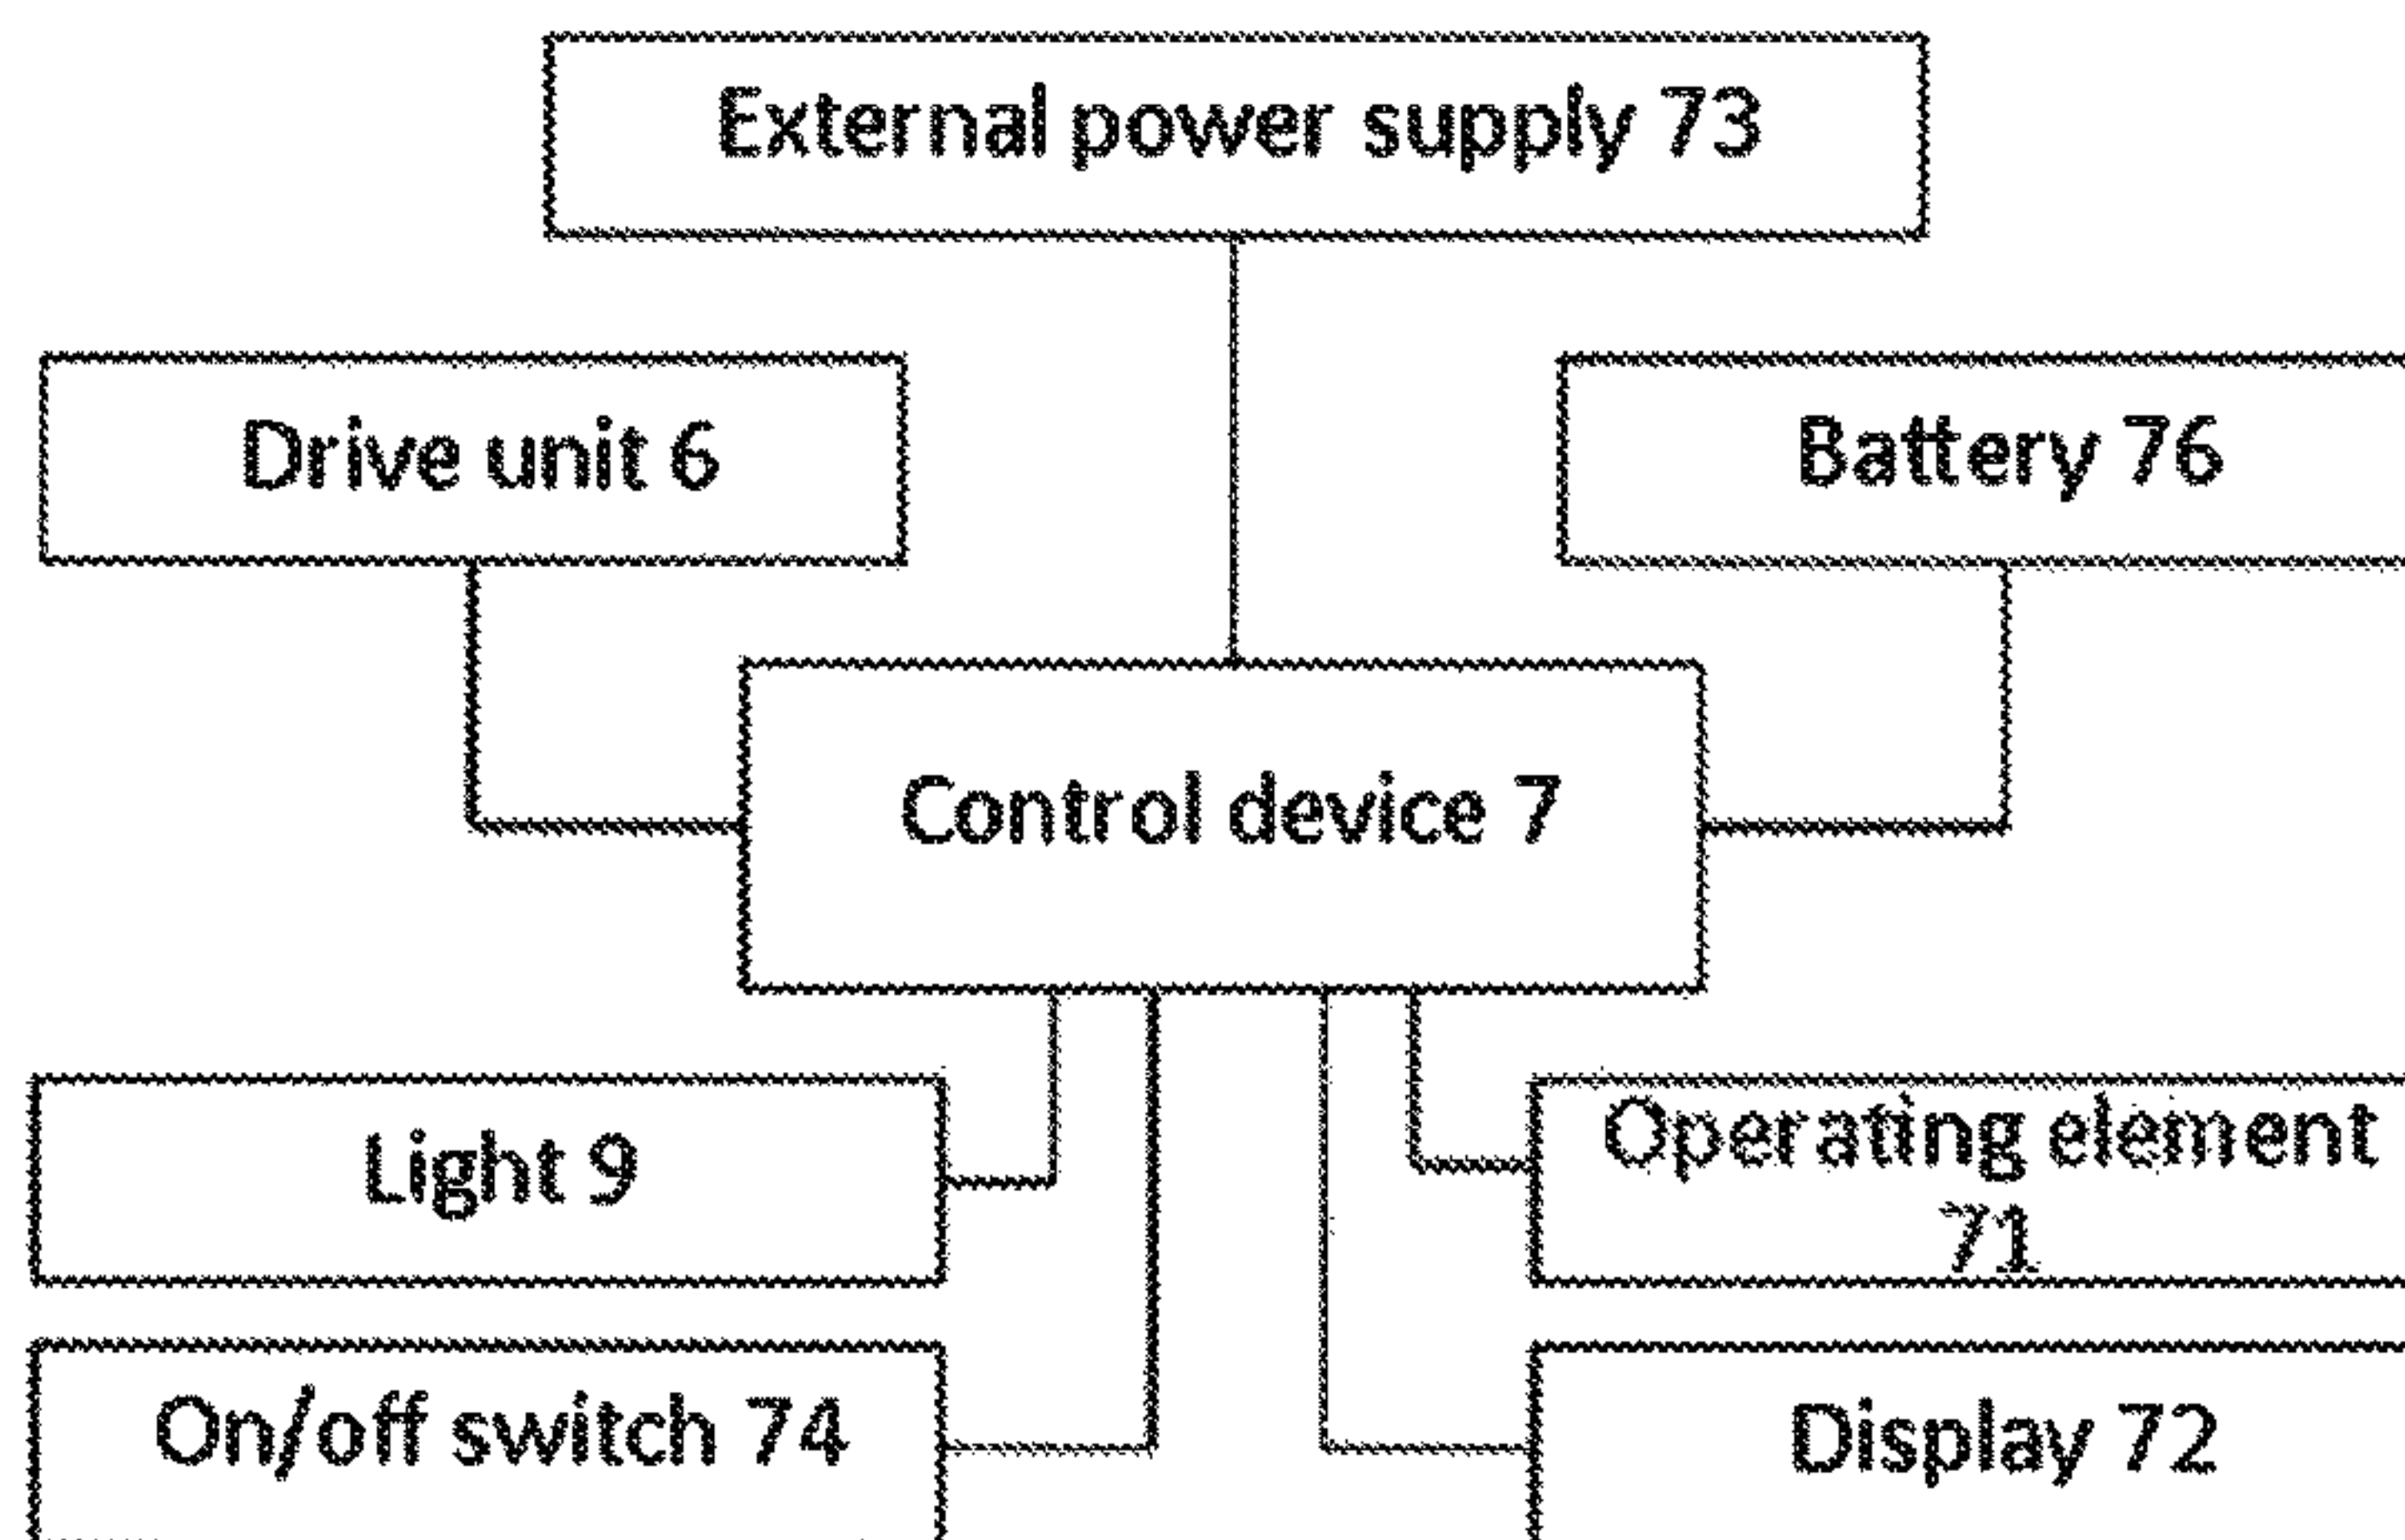 External power supply 73
Drive unit 6
Battery 76
Control device 7
Light 9
Operating element
71
On/off switch 74
Display 72